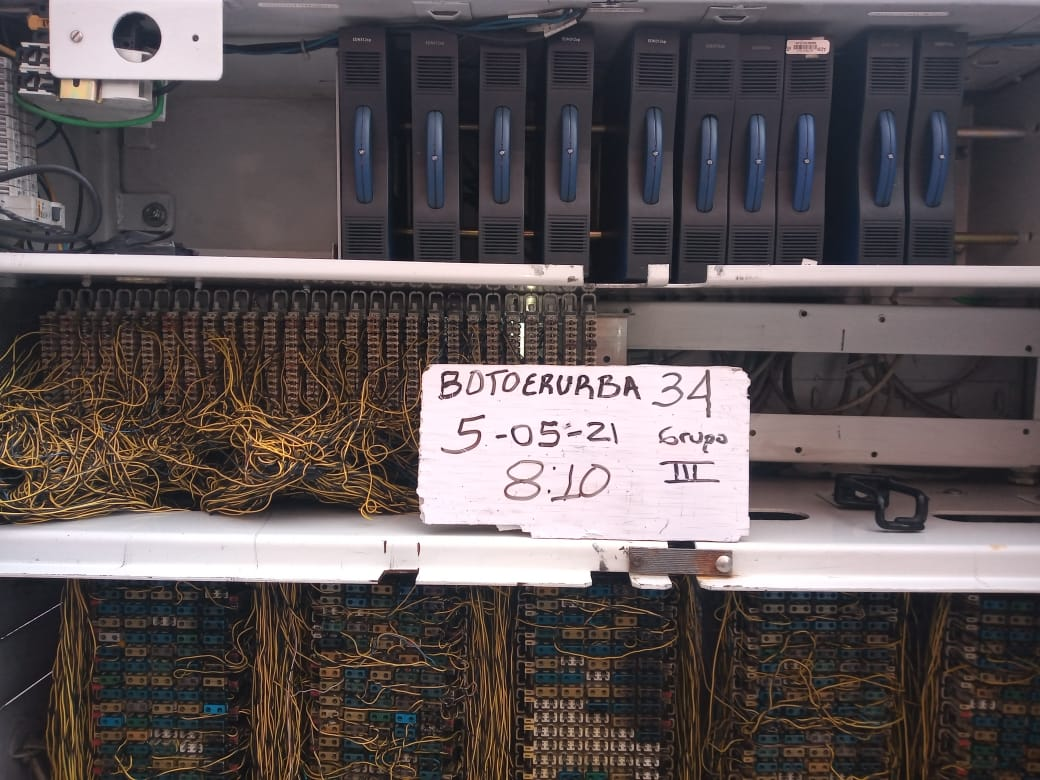 BOTOERURBA 34
5-05-21 Grupo
8:10 III